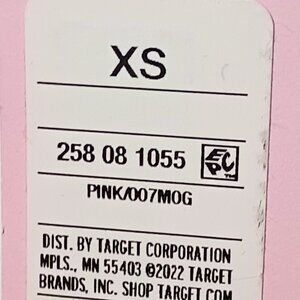 XS
258 08 1055 EPC™
PINK/007MOG
DIST. BY TARGET CORPORATION
MPLS., MN 55403 ©2022 TARGET
BRANDS, INC. SHOP TARGET.COM